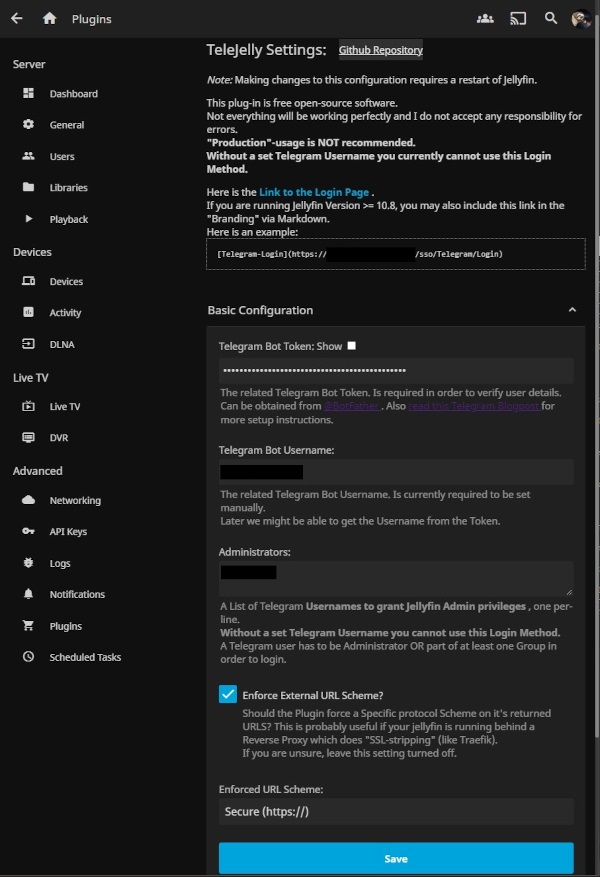 Plugins
Server
Dashboard
General
Users
Libraries
Playback
Devices
Devices
Activity
DLNA
Live TV
Live TV
DVR
Advanced
Networking
API Keys
Logs
Notifications
Plugins
Scheduled Tasks
TeleJelly Settings: Github Repository
Note: Making changes to this configuration requires a restart of Jellyfin.
This plug-in is free open-source software.
Not everything will be working perfectly and I do not accept any responsibility for
errors.
"Production"-usage is NOT recommended.
Without a set Telegram Username you currently cannot use this Login
Method.
Here is the Link to the Login Page .
If you are running Jellyfin Version >= 10.8, you may also include this link in the
"Branding" via Markdown.
Here is an example:
[Telegram-Login](https:// /sso/Telegram/Login)
Basic Configuration
Telegram Bot Token: Show
The related Telegram Bot Token. Is required in order to verify user details.
Can be obtained from @BotFather . Also read this Telegram Blogpost for
more setup instructions.
Telegram Bot Username:
The related Telegram Bot Username. Is currently required to be set
manually.
Later we might be able to get the Username from the Token.
Administrators:
A List of Telegram Usernames to grant Jellyfin Admin privileges , one per-
line.
Without a set Telegram Username you cannot use this Login Method.
A Telegram user has to be Administrator OR part of at least one Group in
order to login.
Enforce External URL Scheme?
Should the Plugin force a Specific protocol Scheme on it's returned
URLS? This is probably useful if your jellyfin is running behind a
Reverse Proxy which does "SSL-stripping" (like Traefik).
If you are unsure, leave this setting turned off.
Enforced URL Scheme:
Secure (https://)
Save